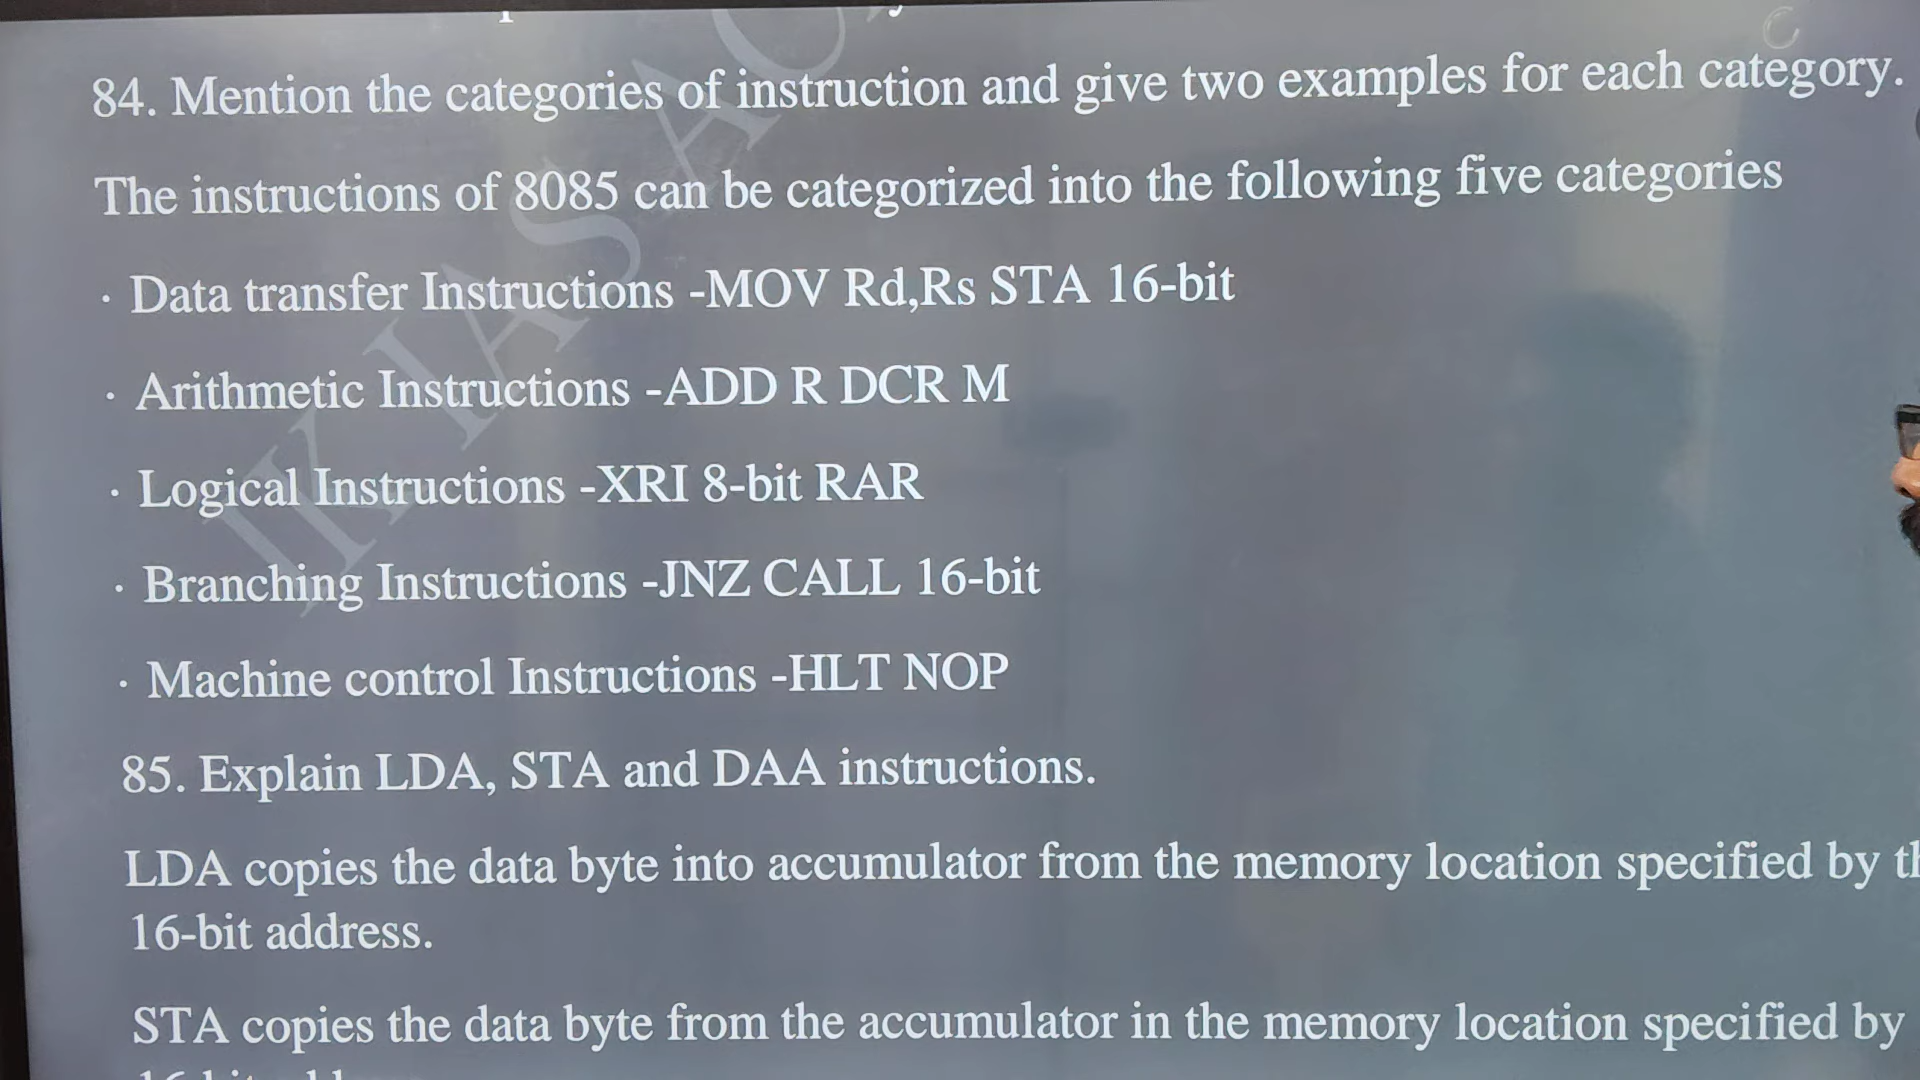 84. Mention the categories of instruction and give two examples for each category.
The instructions of 8085 can be categorized into the following five categories
· Data transfer Instructions -MOV Rd,Rs STA 16-bit
· Arithmetic Instructions -ADD R DCR M
· Logical Instructions -XRI 8-bit RAR
· Branching Instructions -JNZ CALL 16-bit
· Machine control Instructions -HLT NOP
85. Explain LDA, STA and DAA instructions.
LDA copies the data byte into accumulator from the memory location specified by
16-bit address.
STA copies the data byte from the accumulator in the memory location specified by
IK IAS